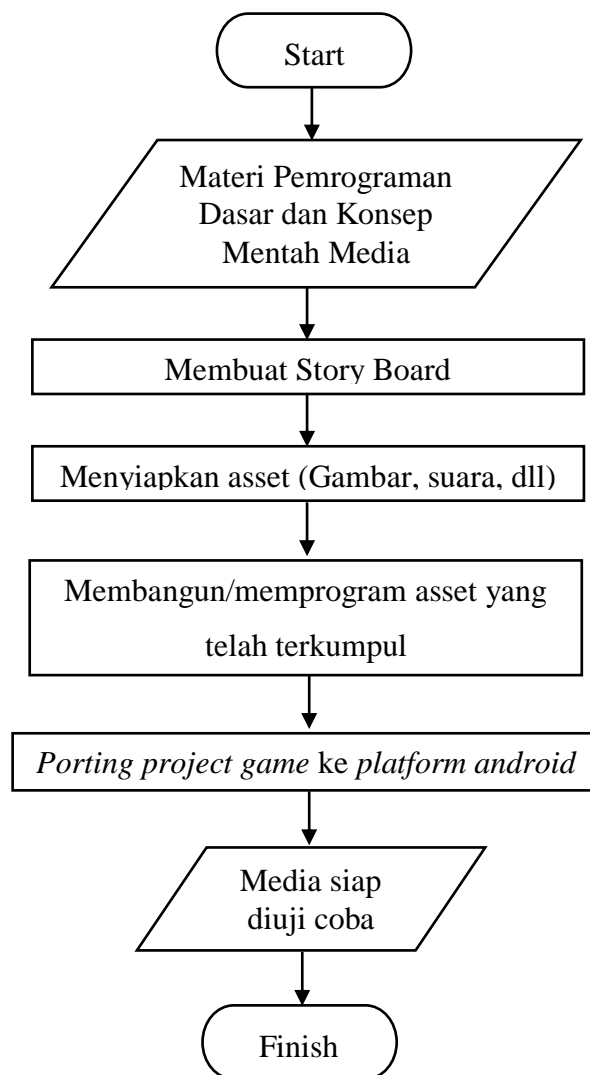 Start
Materi Pemrograman
Dasar dan Konsep
Mentah Media
Membuat Story Board
Menyiapkan asset (Gambar, suara, dll)
Membangun/memprogram asset yang
telah terkumpul
Porting project game ke platform android
Media siap
diuji coba
Finish